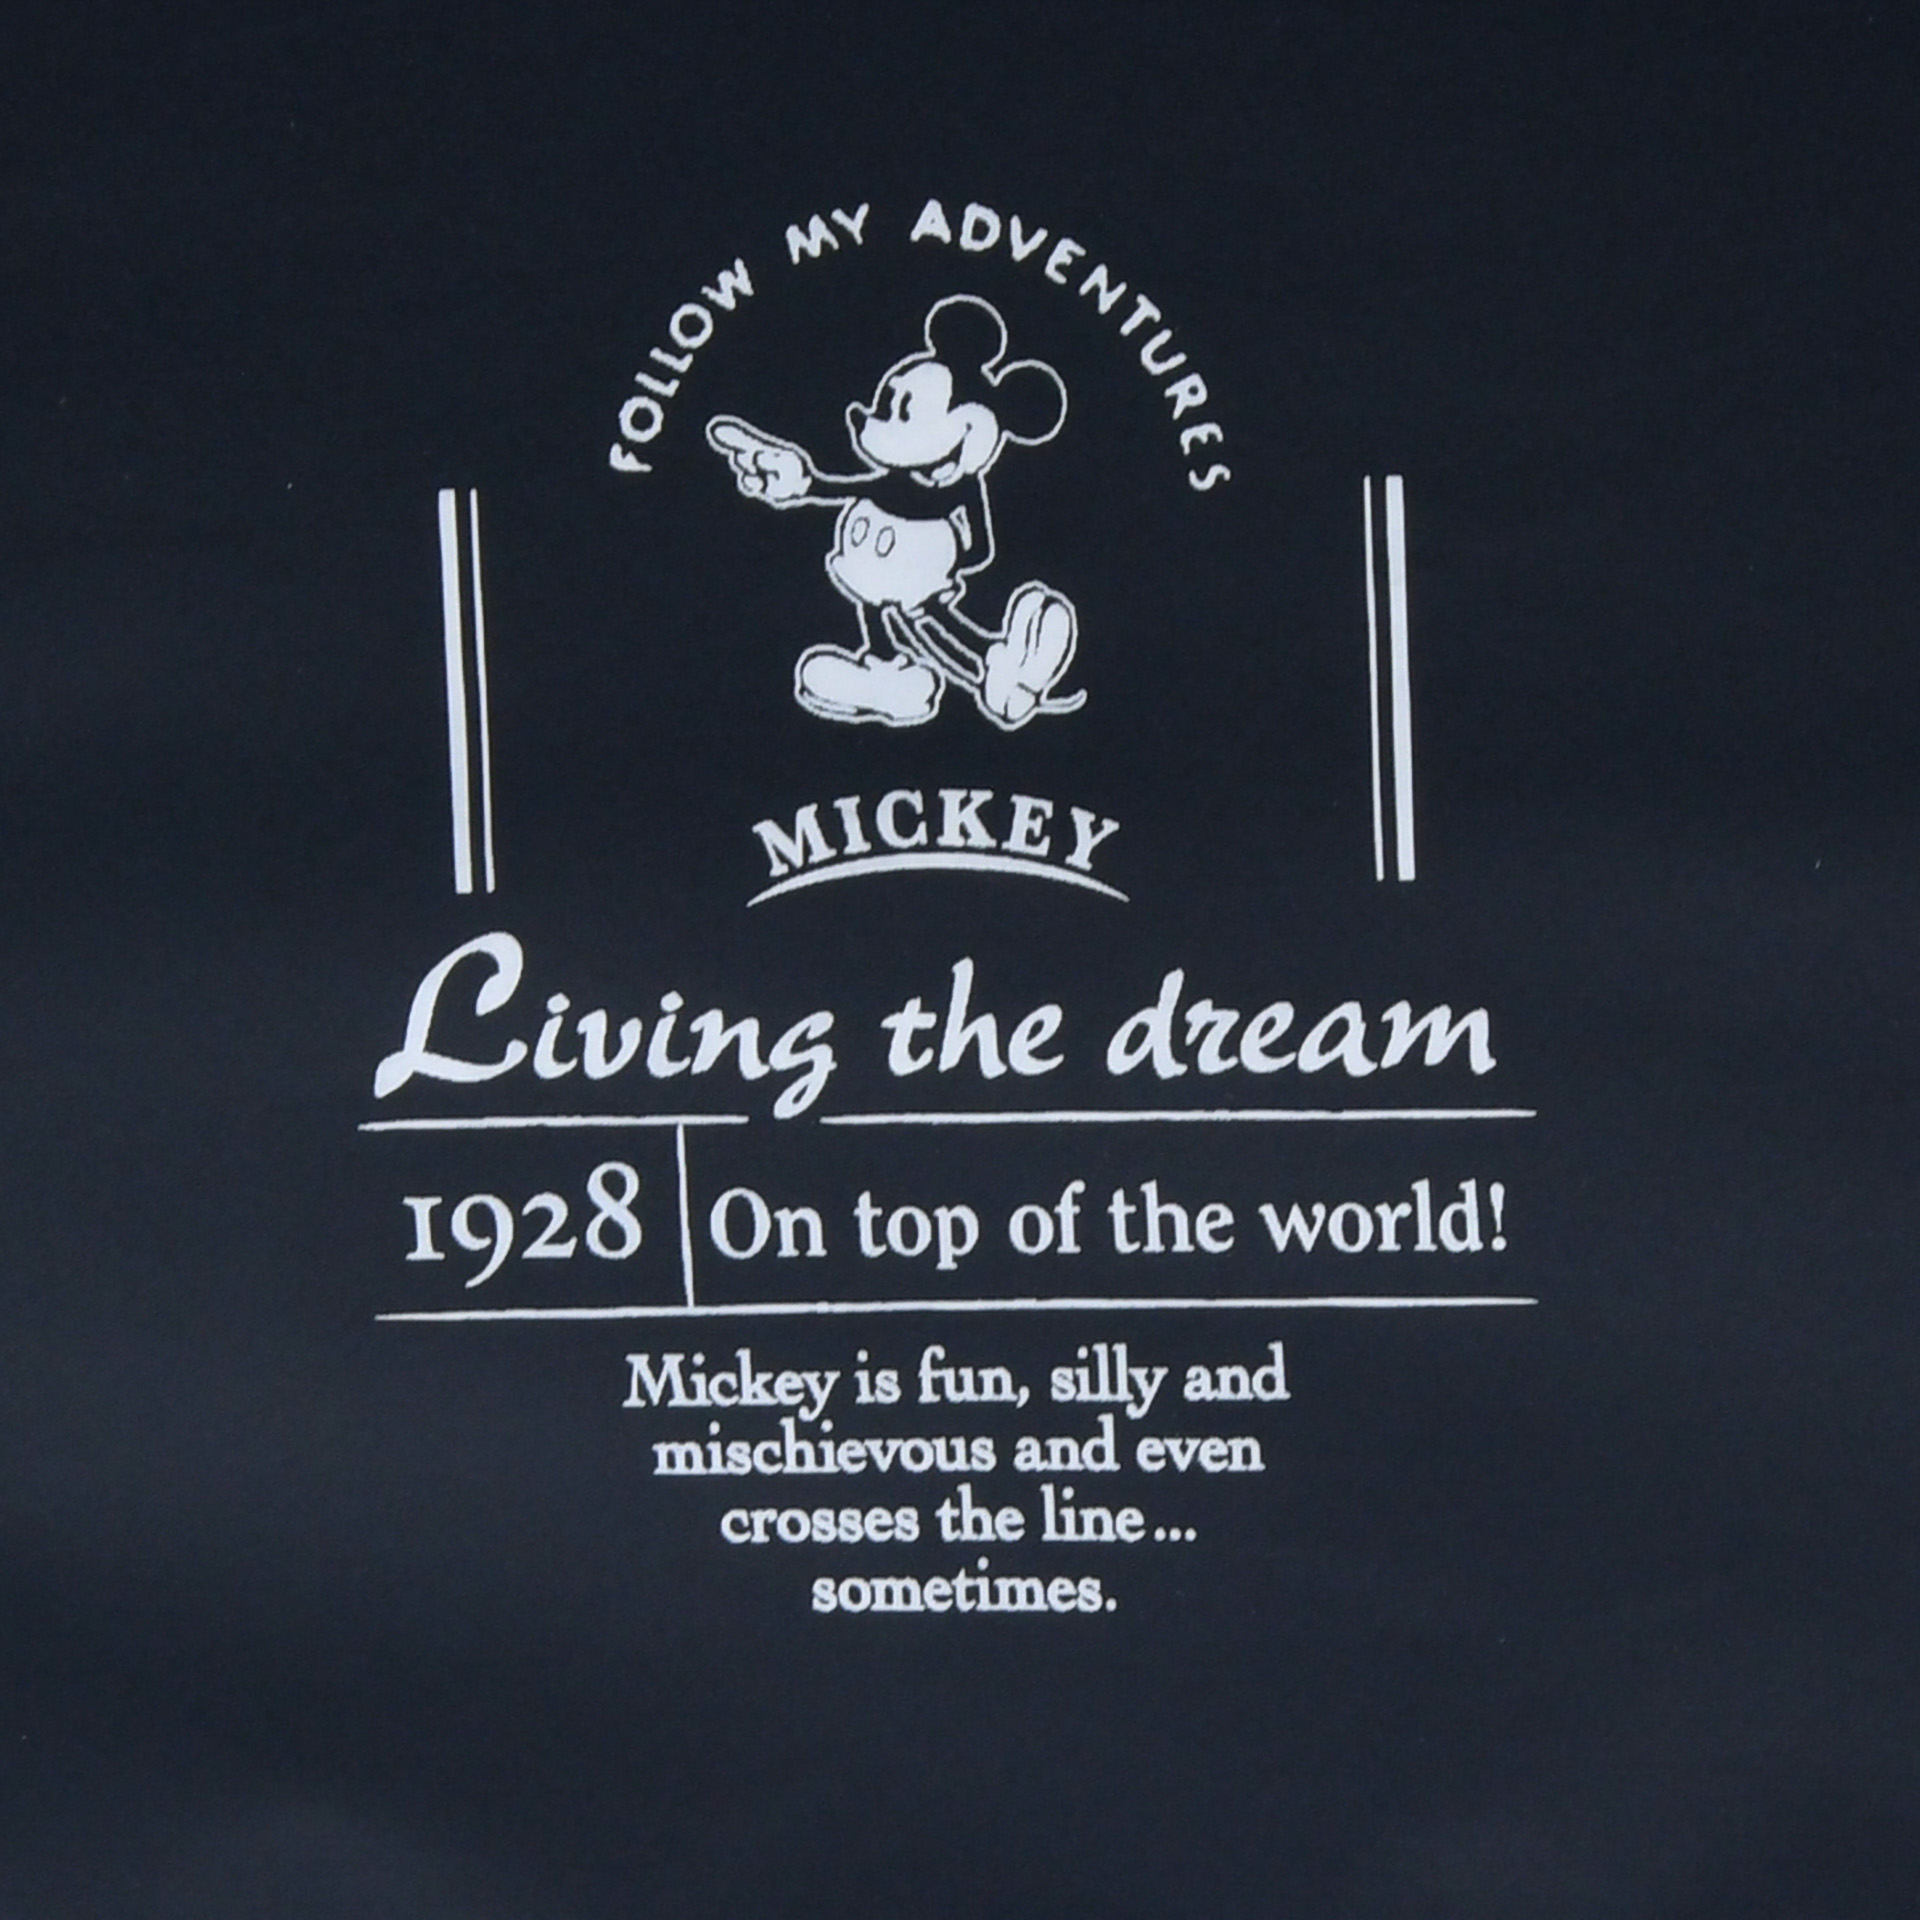 FOLLOW MY ADVENTURES
MICKEY
Living the dream
1928 On top of the world!
Mickey is fun, silly and
mischievous and even
crosses the line...
sometimes.